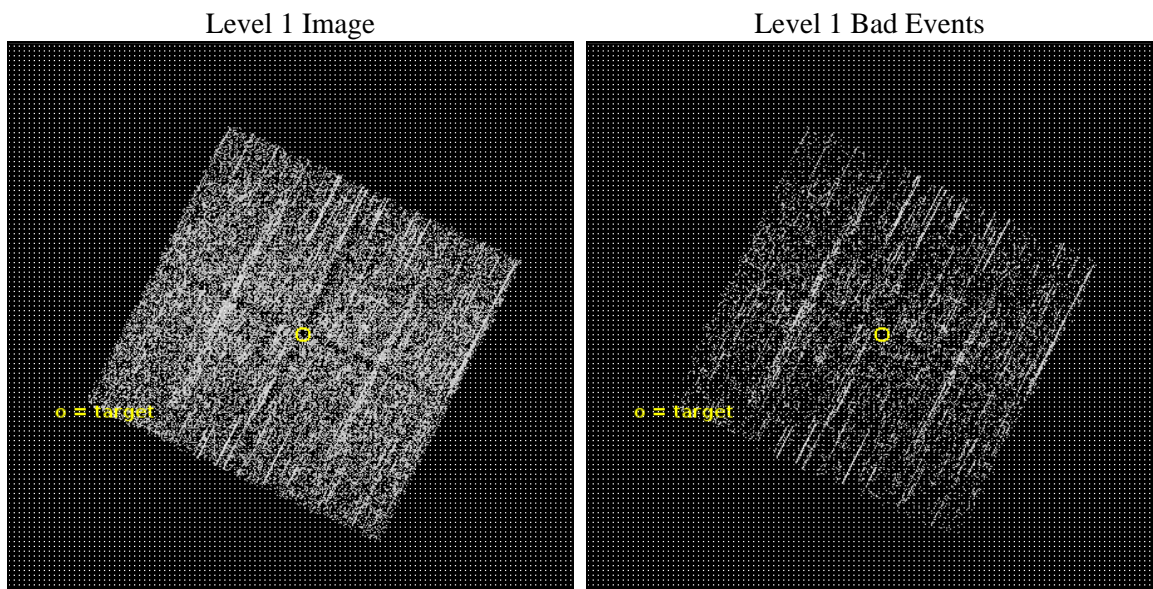 Level 1 Image
Level 1 Bad Events
o = target
o = target